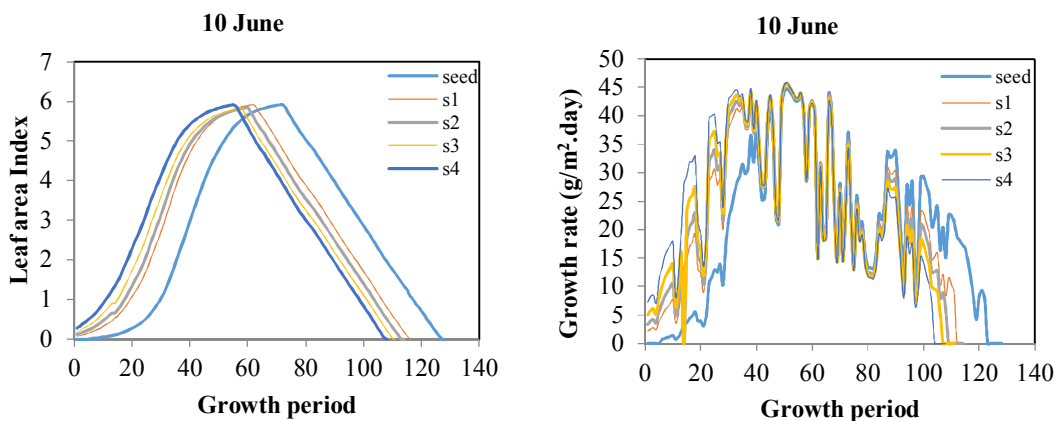 10 June
Leaf area Index
7
6
5
4
3
2
1
0
0 20 40 60 80 100 120 140
Growth period
seed
s1
s2
s3
s4
10 June
Growth rate (g/m².day)
50
45
40
35
30
25
20
15
10
5
0
0 20 40 60 80 100 120 140
Growth period
seed
s1
s2
s3
s4